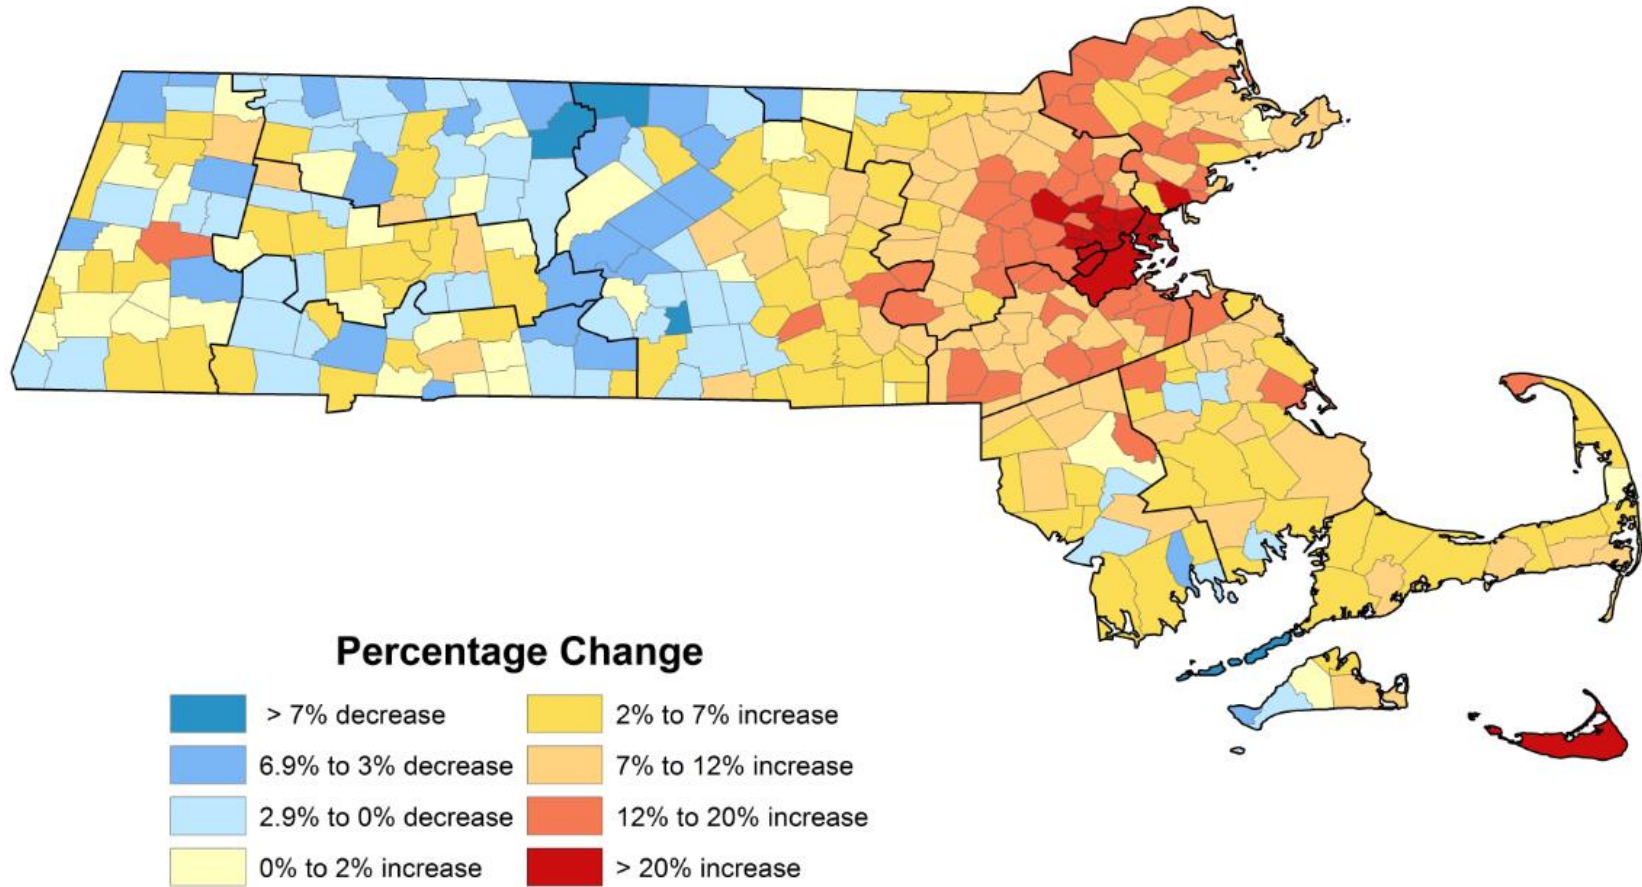 Percentage Change
> 7% decrease
6.9% to 3% decrease
2.9% to 0% decrease
0% to 2% increase
2% to 7% increase
7% to 12% increase
12% to 20% increase
> 20% increase